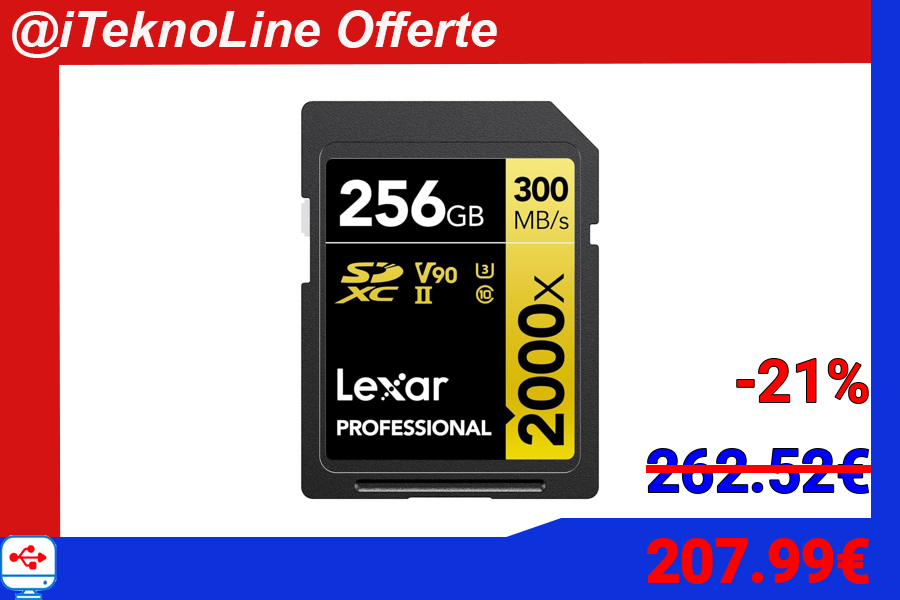 @iTeknoLine Offerte
256GB
300
MB/s
SD XC V90 II 3 10
2000x
Lexar
PROFESSIONAL
-21%
262.52€
207.99€